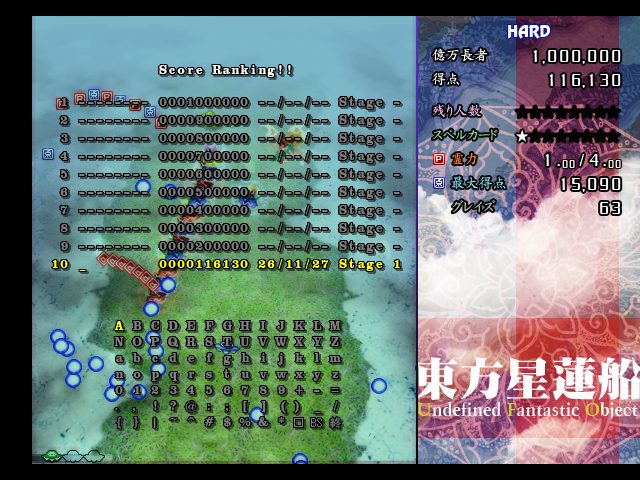 HARD
億万長者 1,000,000
得点 116,130
残り人数
スペルカード
P 霊力 1.00/4.00
点 最大得点 15,090
グレイズ 63
Score Ranking!!
1 -------- 0001000000 --/--/-- Stage -
2 -------- 0000900000 --/--/-- Stage -
3 -------- 0000800000 --/--/-- Stage -
4 -------- 0000700000 --/--/-- Stage -
5 -------- 0000600000 --/--/-- Stage -
6 -------- 0000500000 --/--/-- Stage -
7 -------- 0000400000 --/--/-- Stage -
8 -------- 0000300000 --/--/-- Stage -
9 -------- 0000200000 --/--/-- Stage -
10 _ 0000116130 26/11/27 Stage 1
A B C D E F G H I J K L M
N O P Q R S T U V W X Y Z
a b c d e f g h i j k l m
n o p q r s t u v w x y z
0 1 2 3 4 5 6 7 8 9 + - =
. , ! ? @ : ; [ ] ( ) _ /
{ } | ~ ^ # $ % & * □ BS 終
東方星蓮船
Undefined Fantastic Object